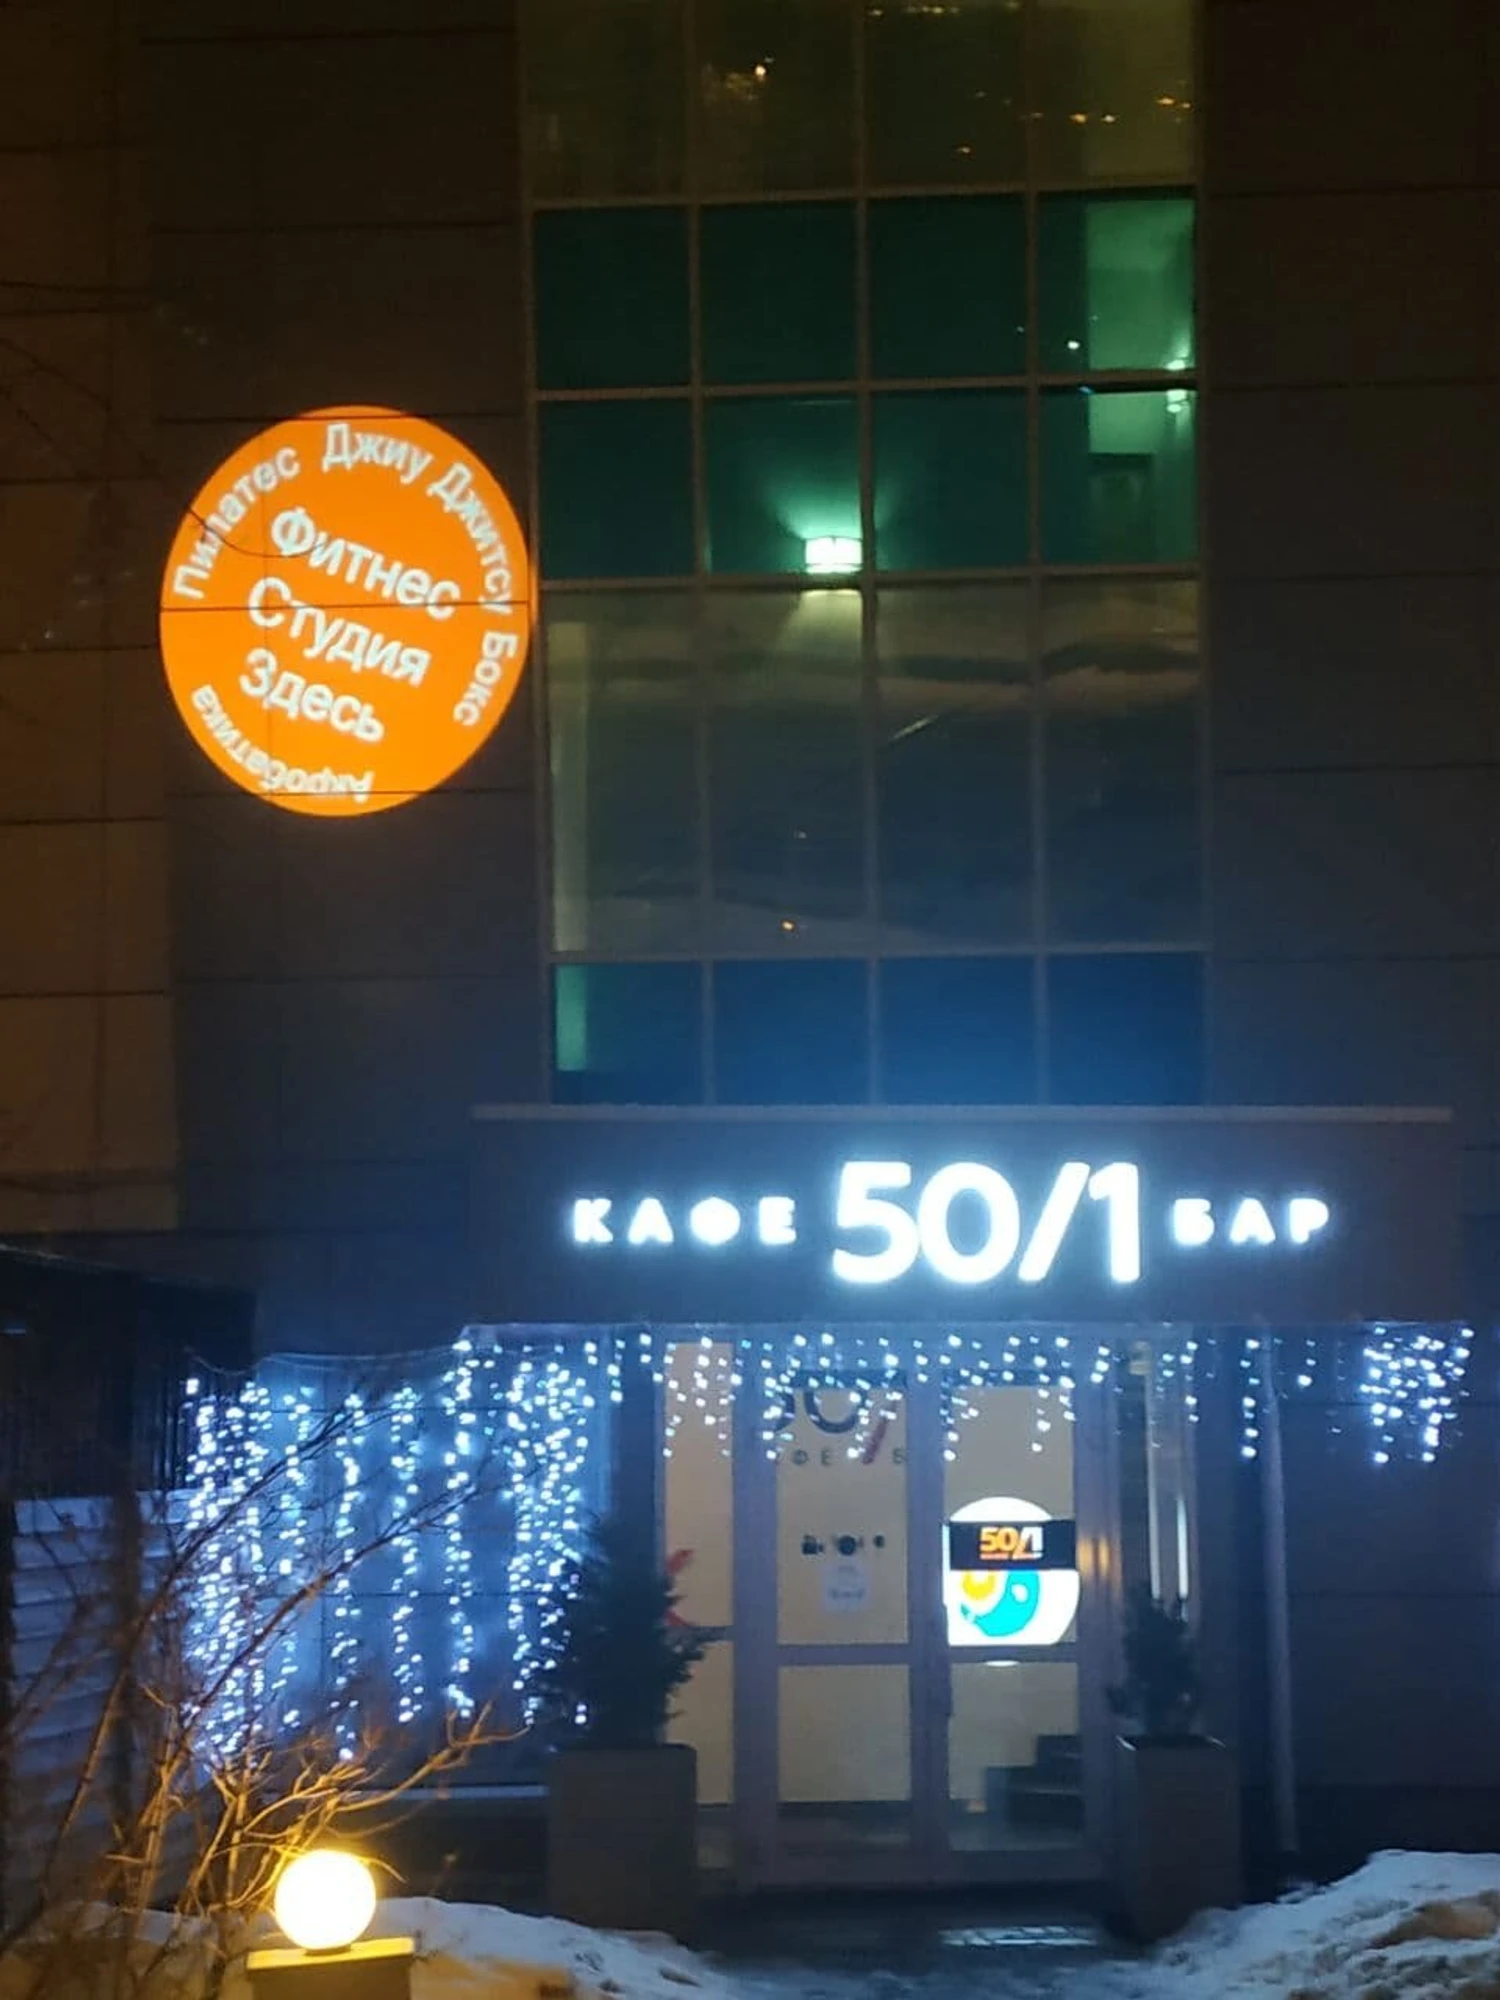 Пилатес Джиу Джитсу Бокс
Фитнес
Студия
Здесь
Акробатика
КАФЕ 50/1 БАР
50/1